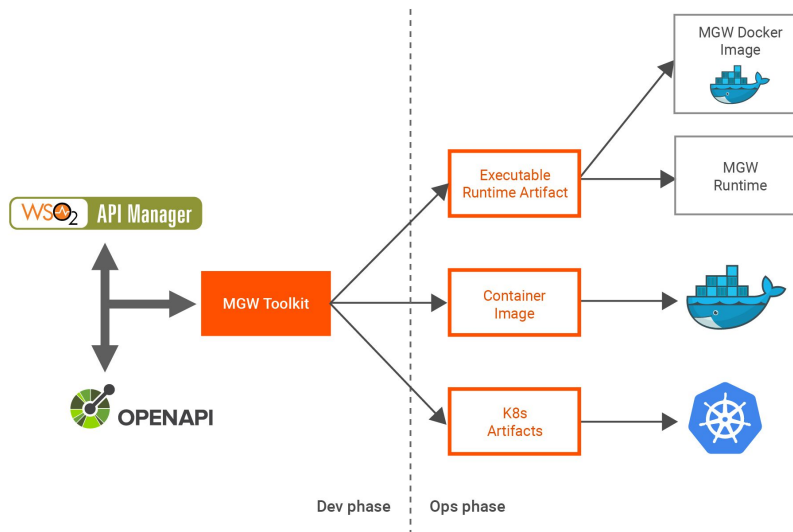 MGW Docker
Image
Executable
Runtime Artifact
MGW
Runtime
WSO2 API Manager
MGW Toolkit
Container
Image
K8s
Artifacts
OPENAPI
Dev phase
Ops phase